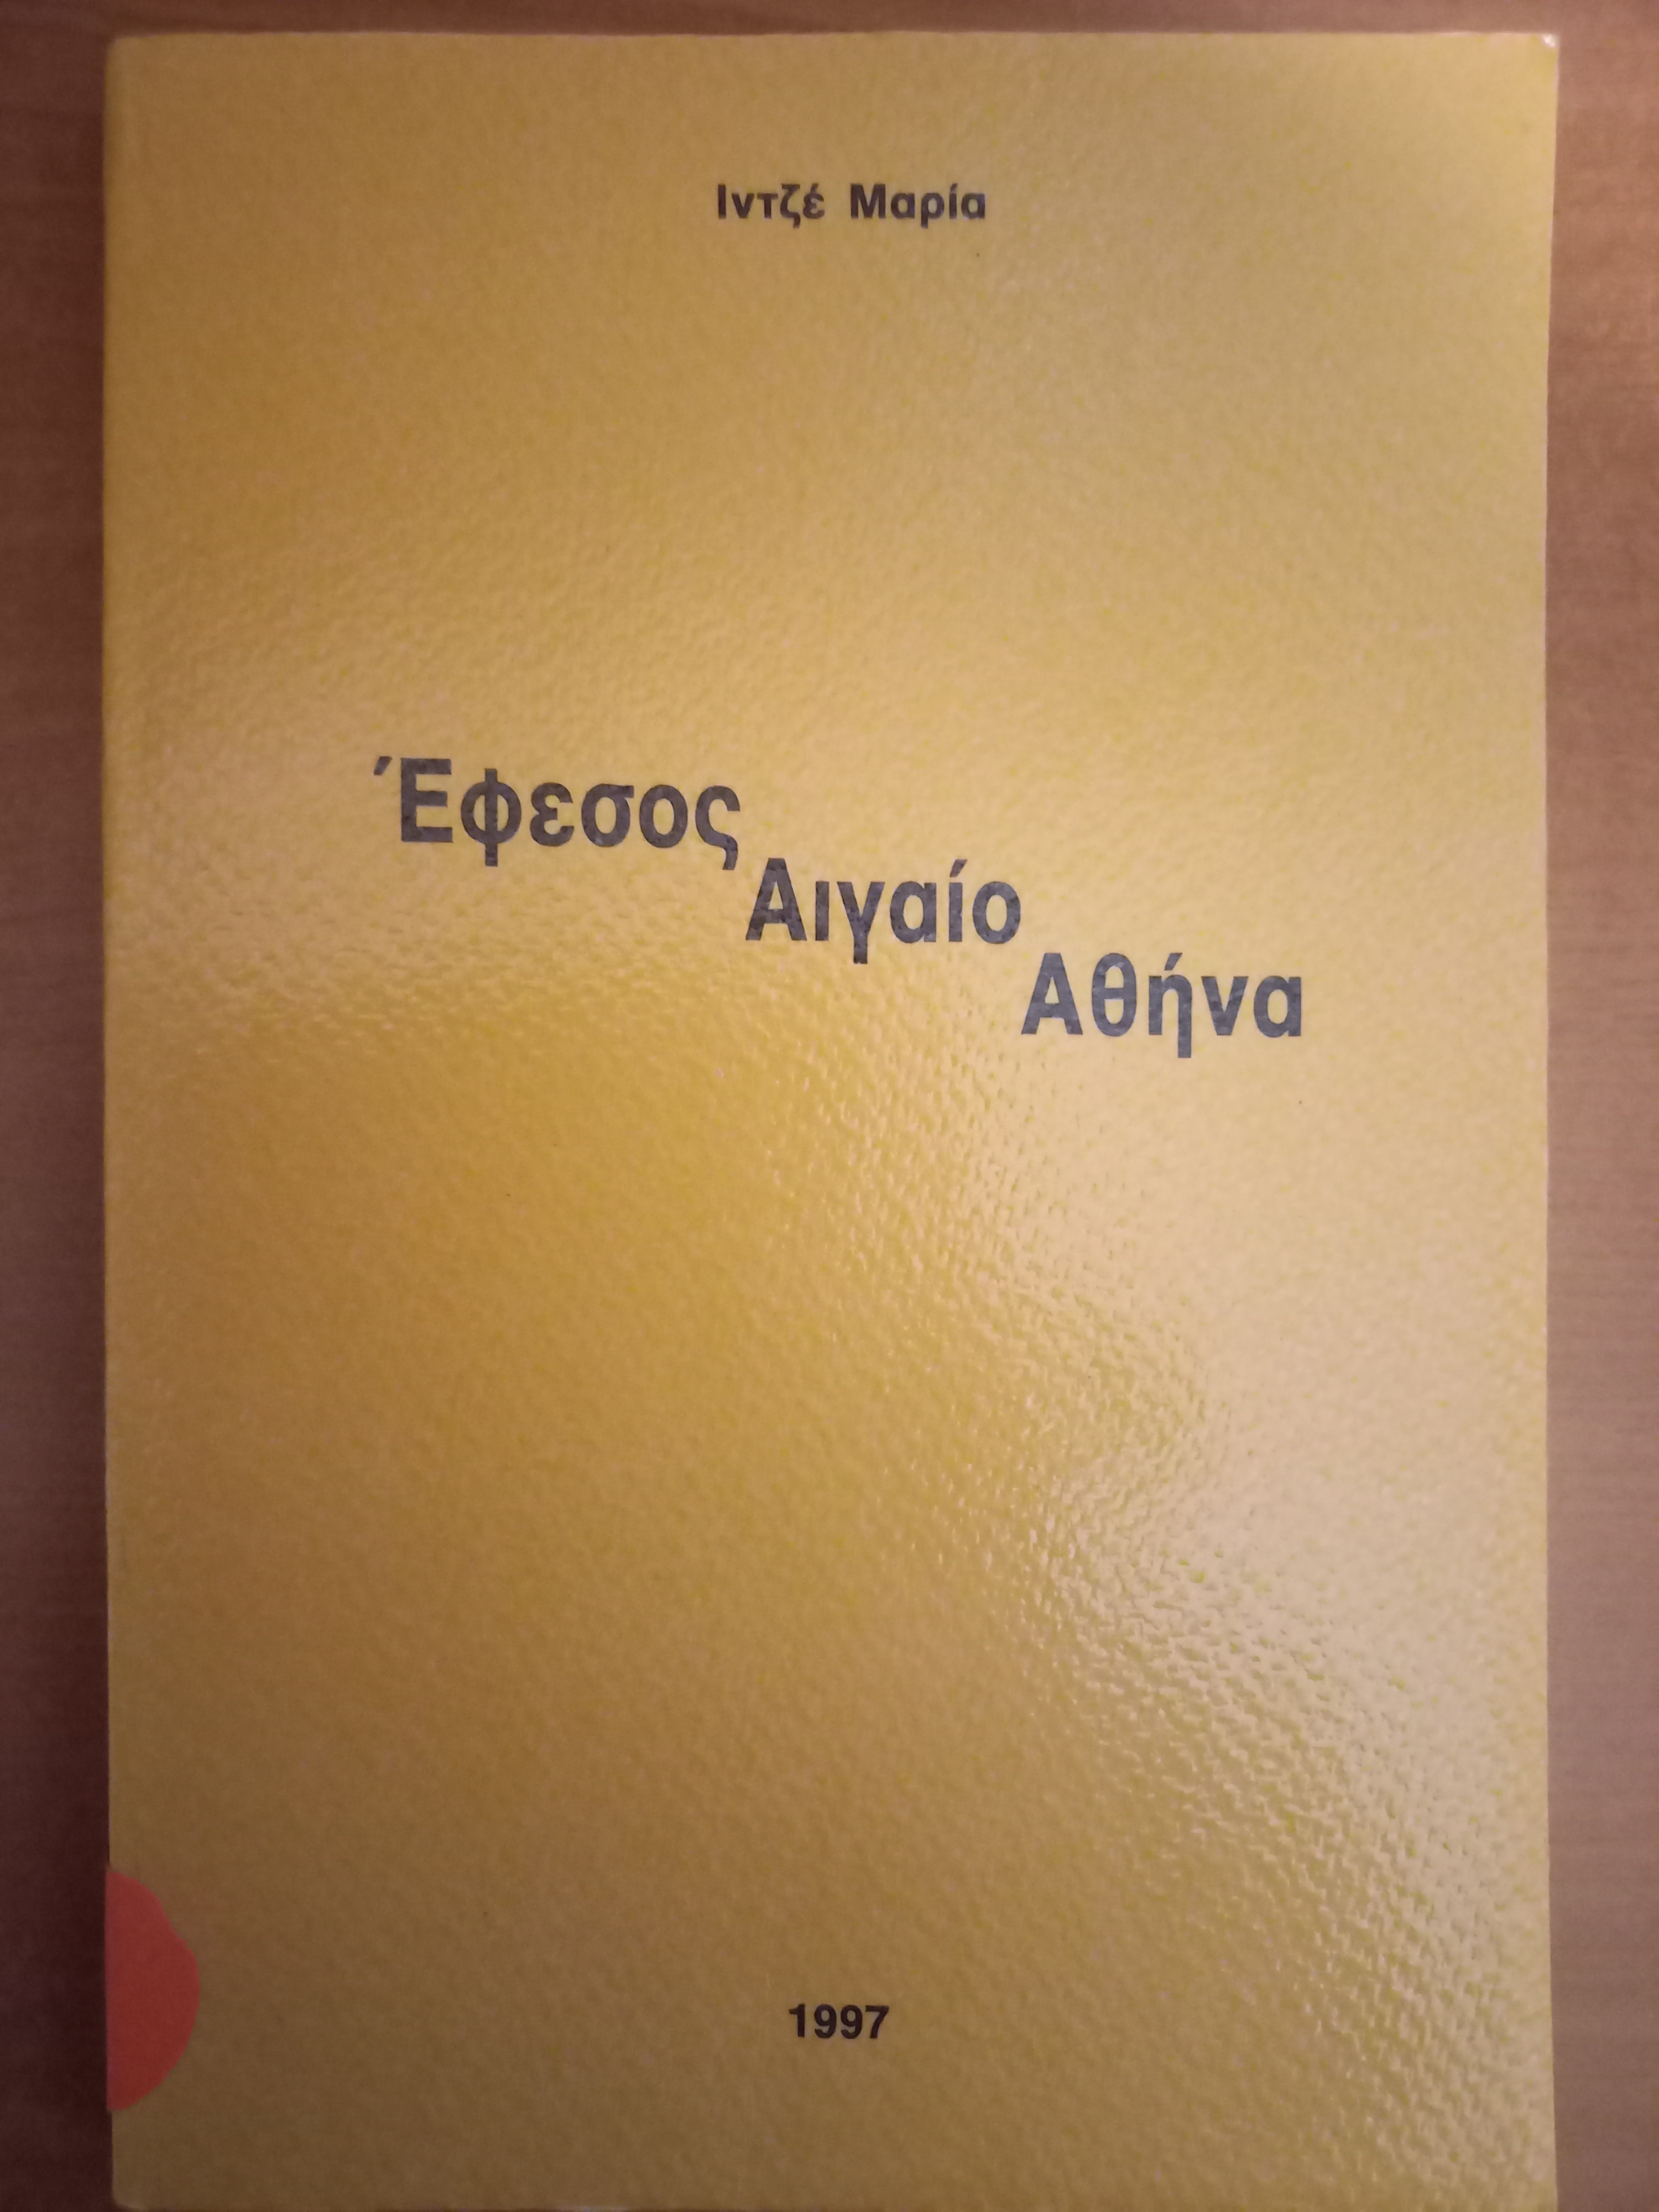 Ιντζέ Μαρία
Έφεσος
Αιγαίο
Αθήνα
1997